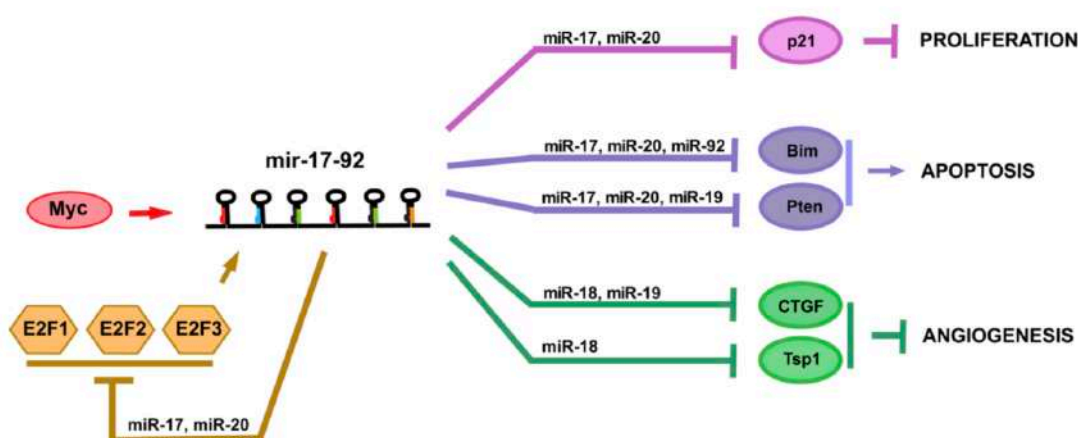 miR-17, miR-20
p21
PROLIFERATION
mir-17-92
miR-17, miR-20, miR-92
Bim
APOPTOSIS
miR-17, miR-20, miR-19
Pten
Myc
miR-18, miR-19
CTGF
ANGIOGENESIS
miR-18
Tsp1
E2F1 E2F2 E2F3
miR-17, miR-20